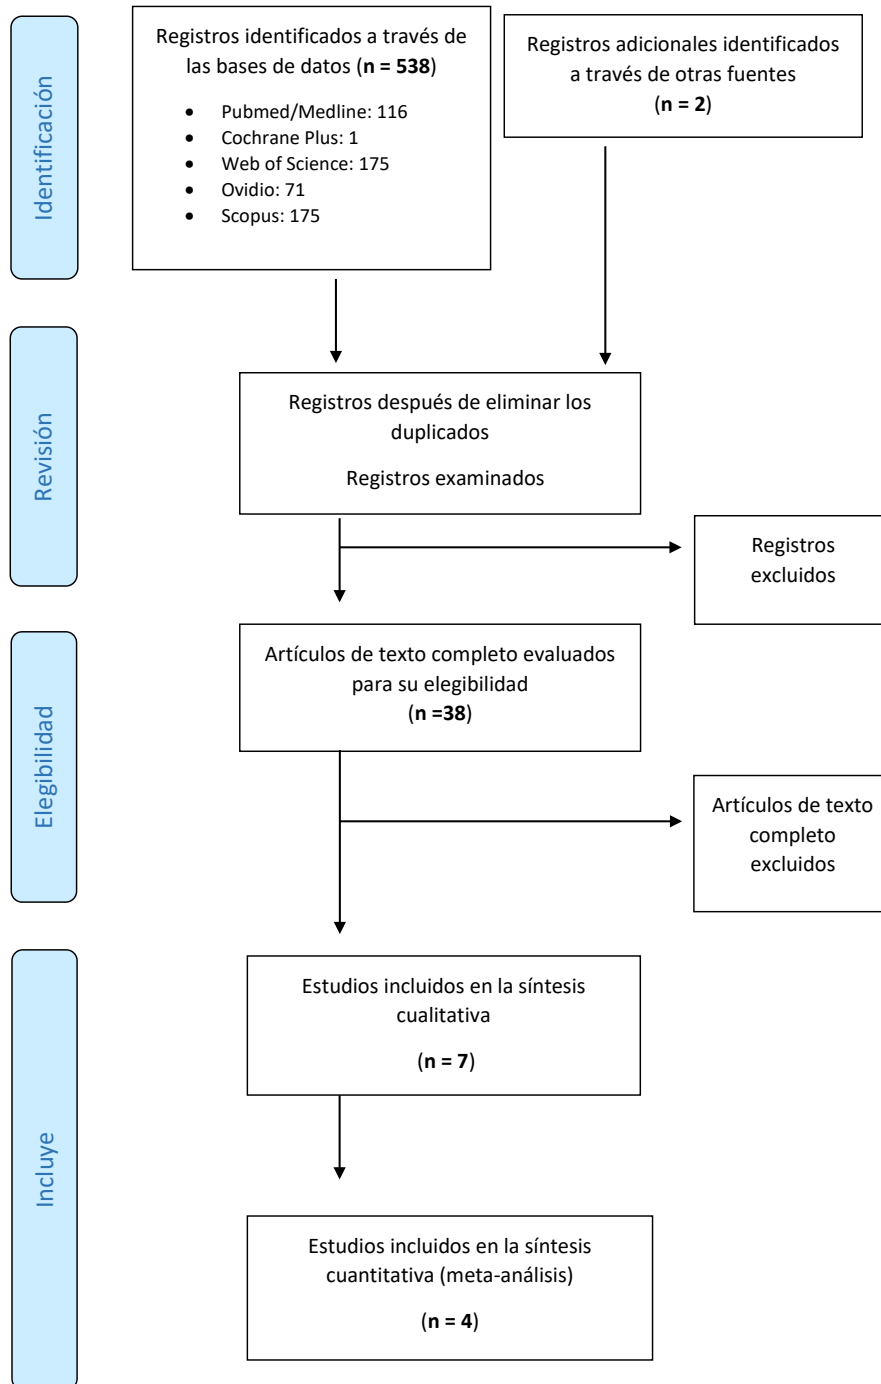 Identificación
Registros identificados a través de
las bases de datos (n = 538)
• Pubmed/Medline: 116
• Cochrane Plus: 1
• Web of Science: 175
• Ovidio: 71
• Scopus: 175
Registros adicionales identificados
a través de otras fuentes
(n = 2)
Revisión
Registros después de eliminar los
duplicados
Registros examinados
Registros
excluidos
Elegibilidad
Artículos de texto completo evaluados
para su elegibilidad
(n =38)
Artículos de texto
completo
excluidos
Incluye
Estudios incluidos en la síntesis
cualitativa
(n = 7)
Estudios incluidos en la síntesis
cuantitativa (meta-análisis)
(n = 4)